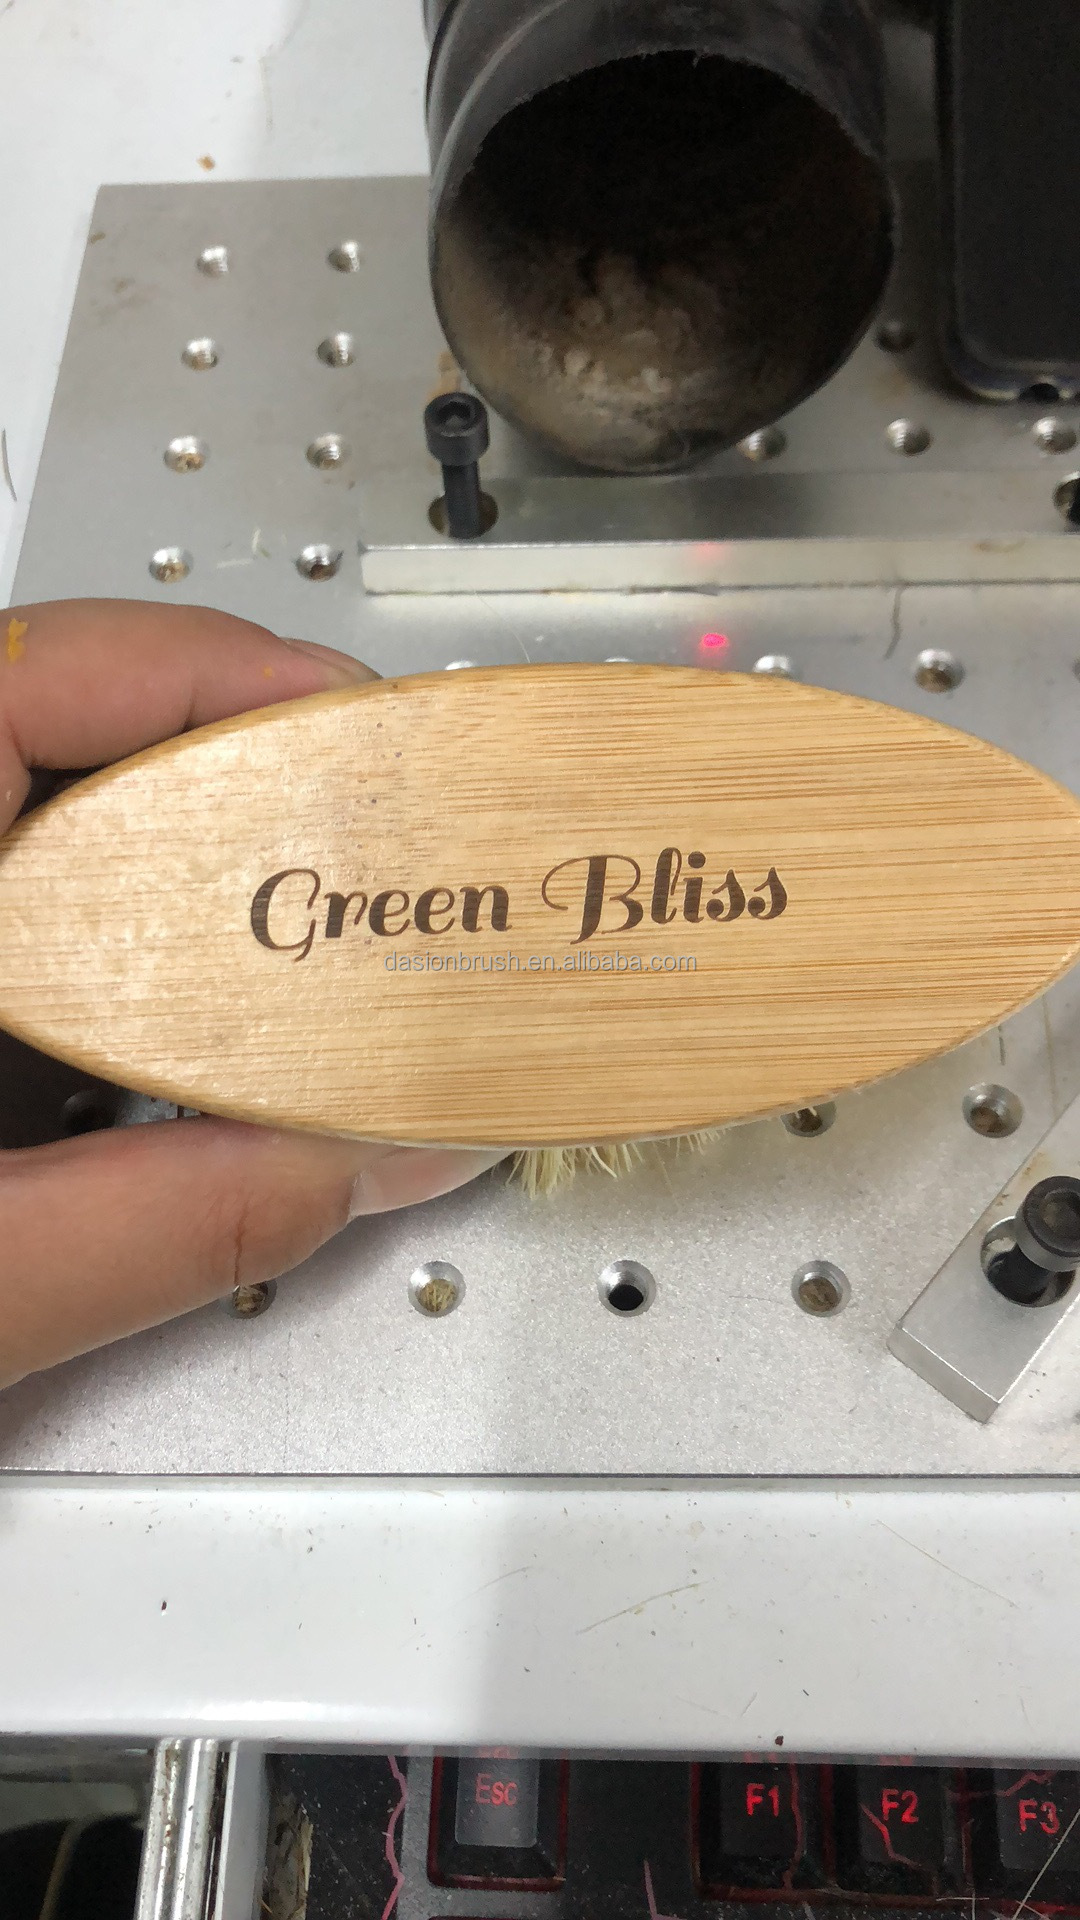 Green Bliss
dasionbrush.en.alibaba.com
Esc
F1
F2
F3